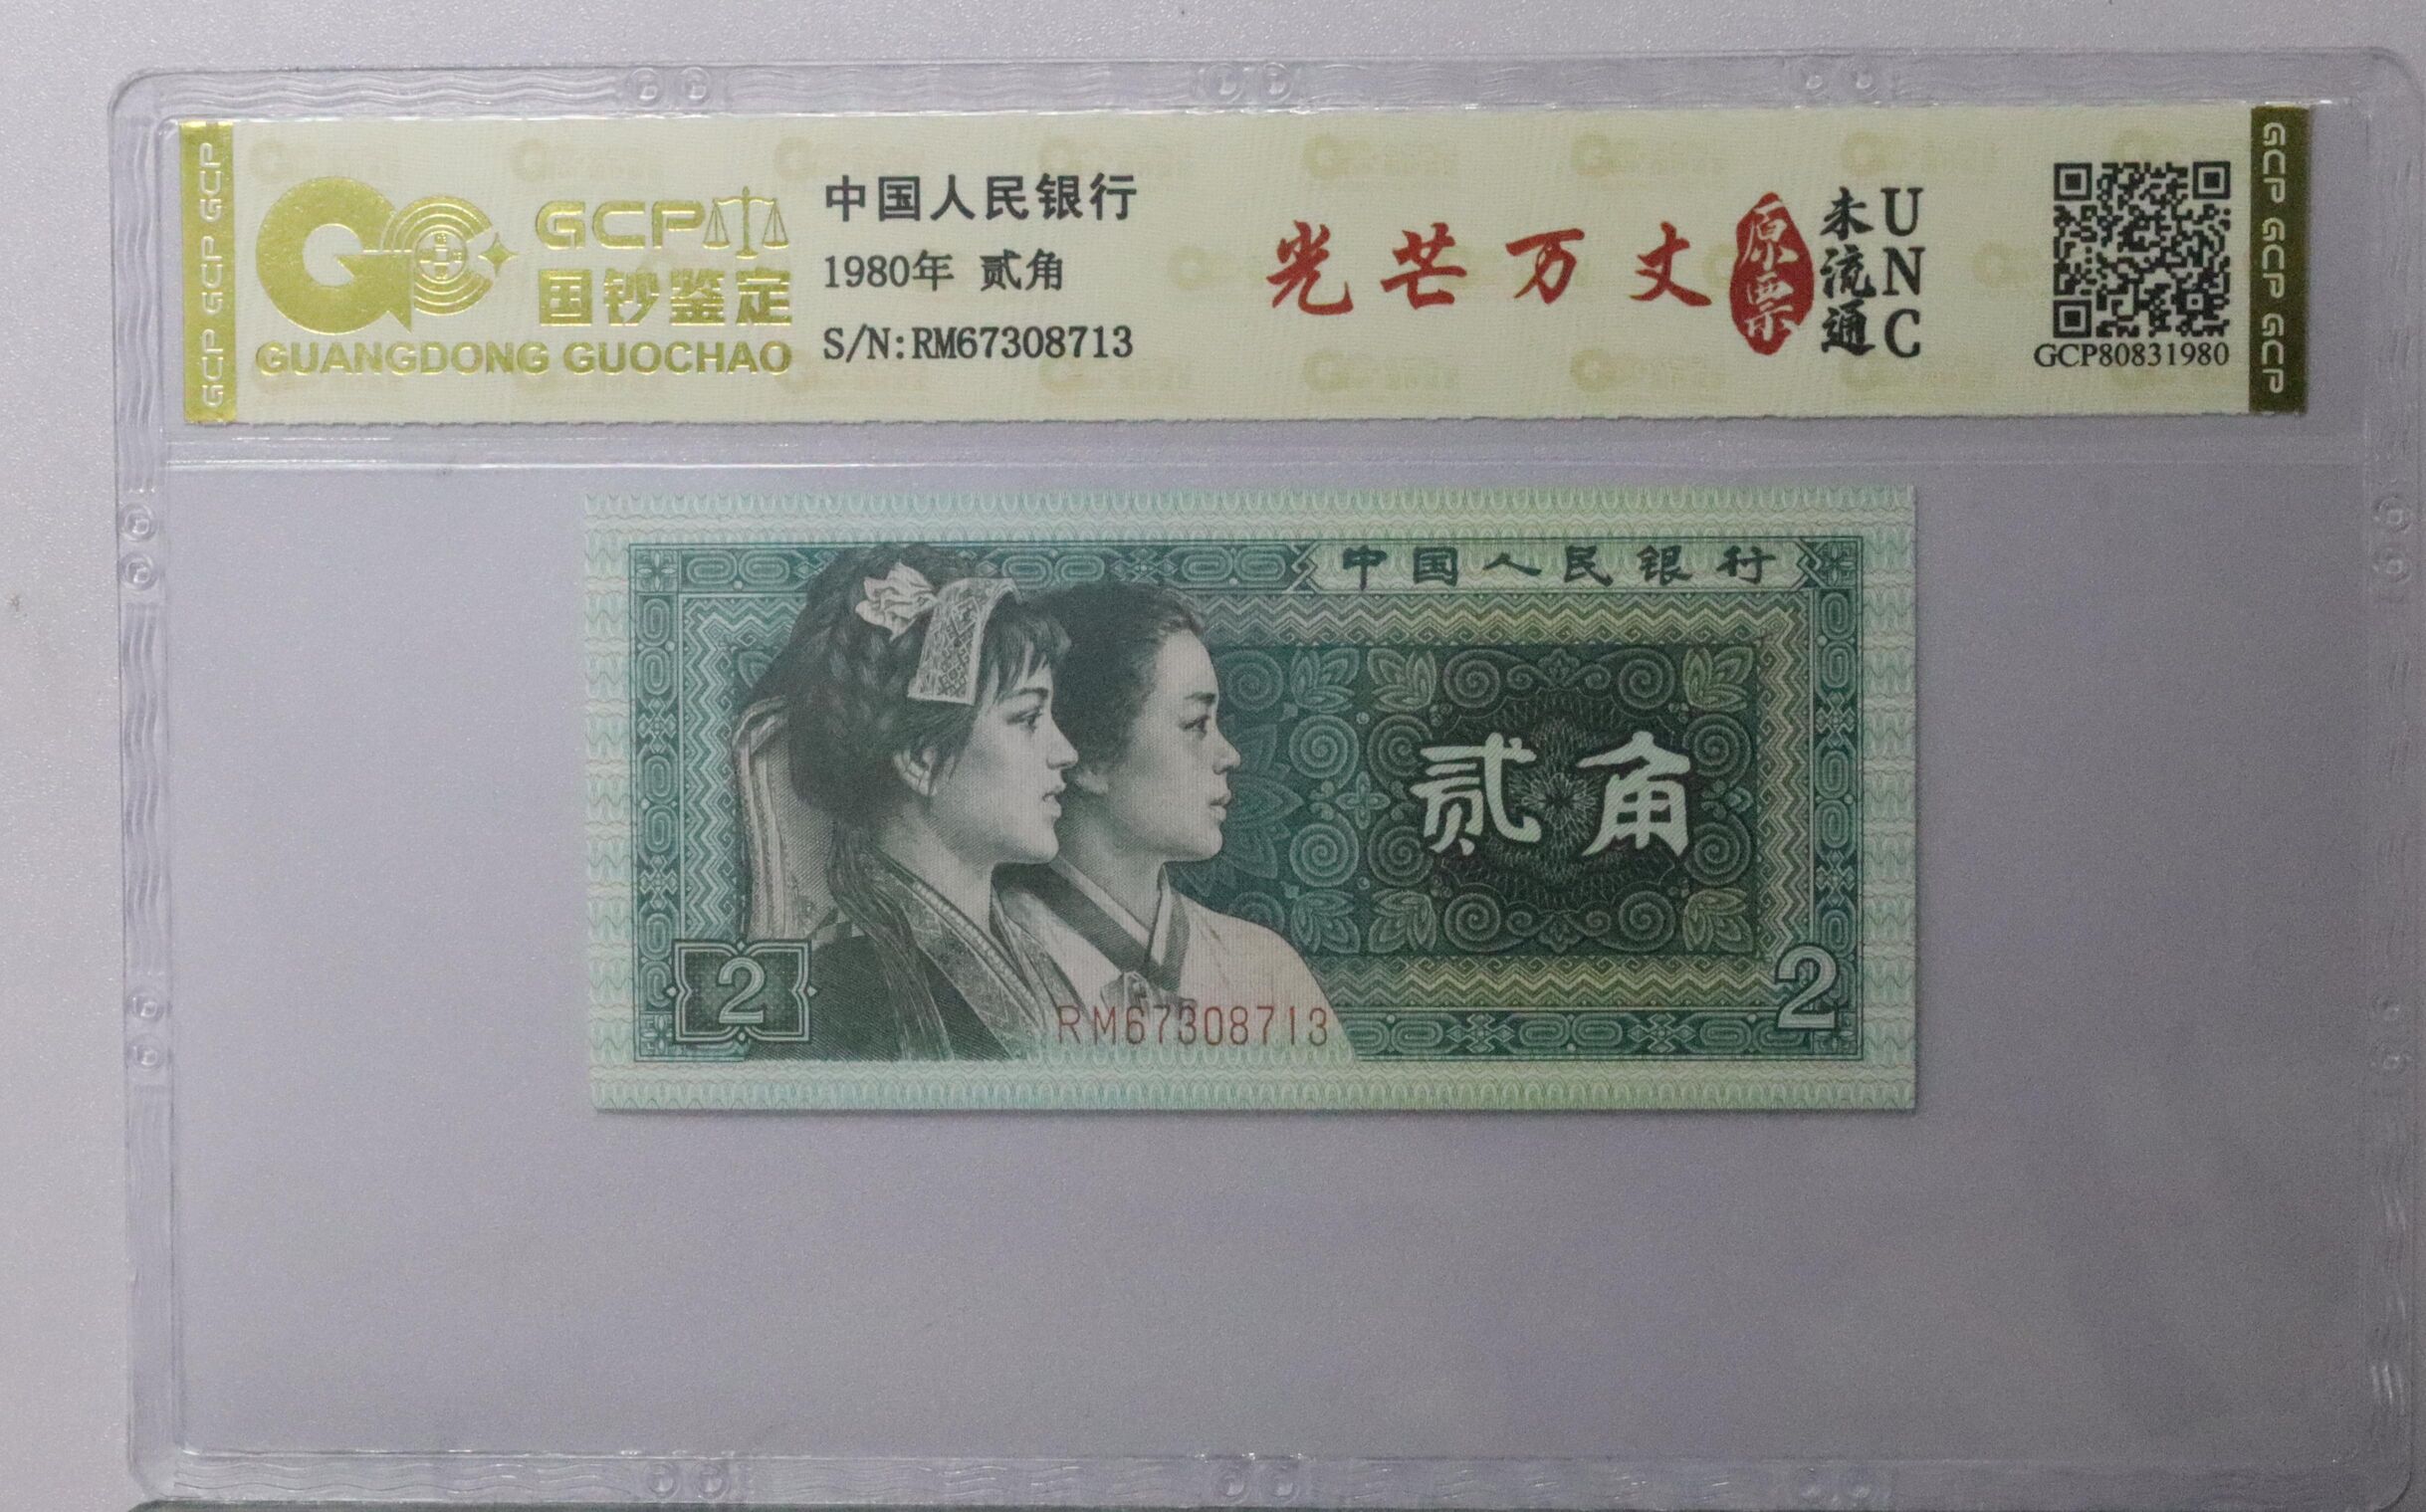 GCP GCP GCP
GCP
国钞鉴定
GUANGDONG GUOCHAO
中国人民银行
1980年 贰角
S/N:RM67308713
光芒万丈
原票
未流通
UNC
GCP80831980
GCP GCP GCP
中国人民银行
贰角
2
RM67308713
2